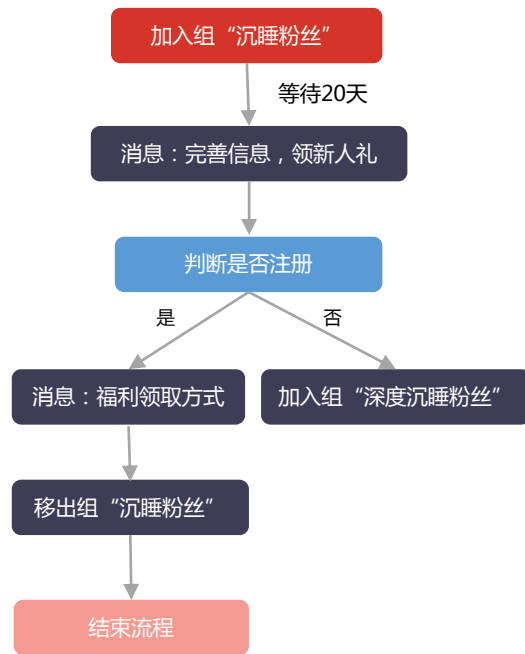 加入组“沉睡粉丝”
等待20天
消息：完善信息，领新人礼
判断是否注册
是
否
消息：福利领取方式
加入组“深度沉睡粉丝”
移出组“沉睡粉丝”
结束流程